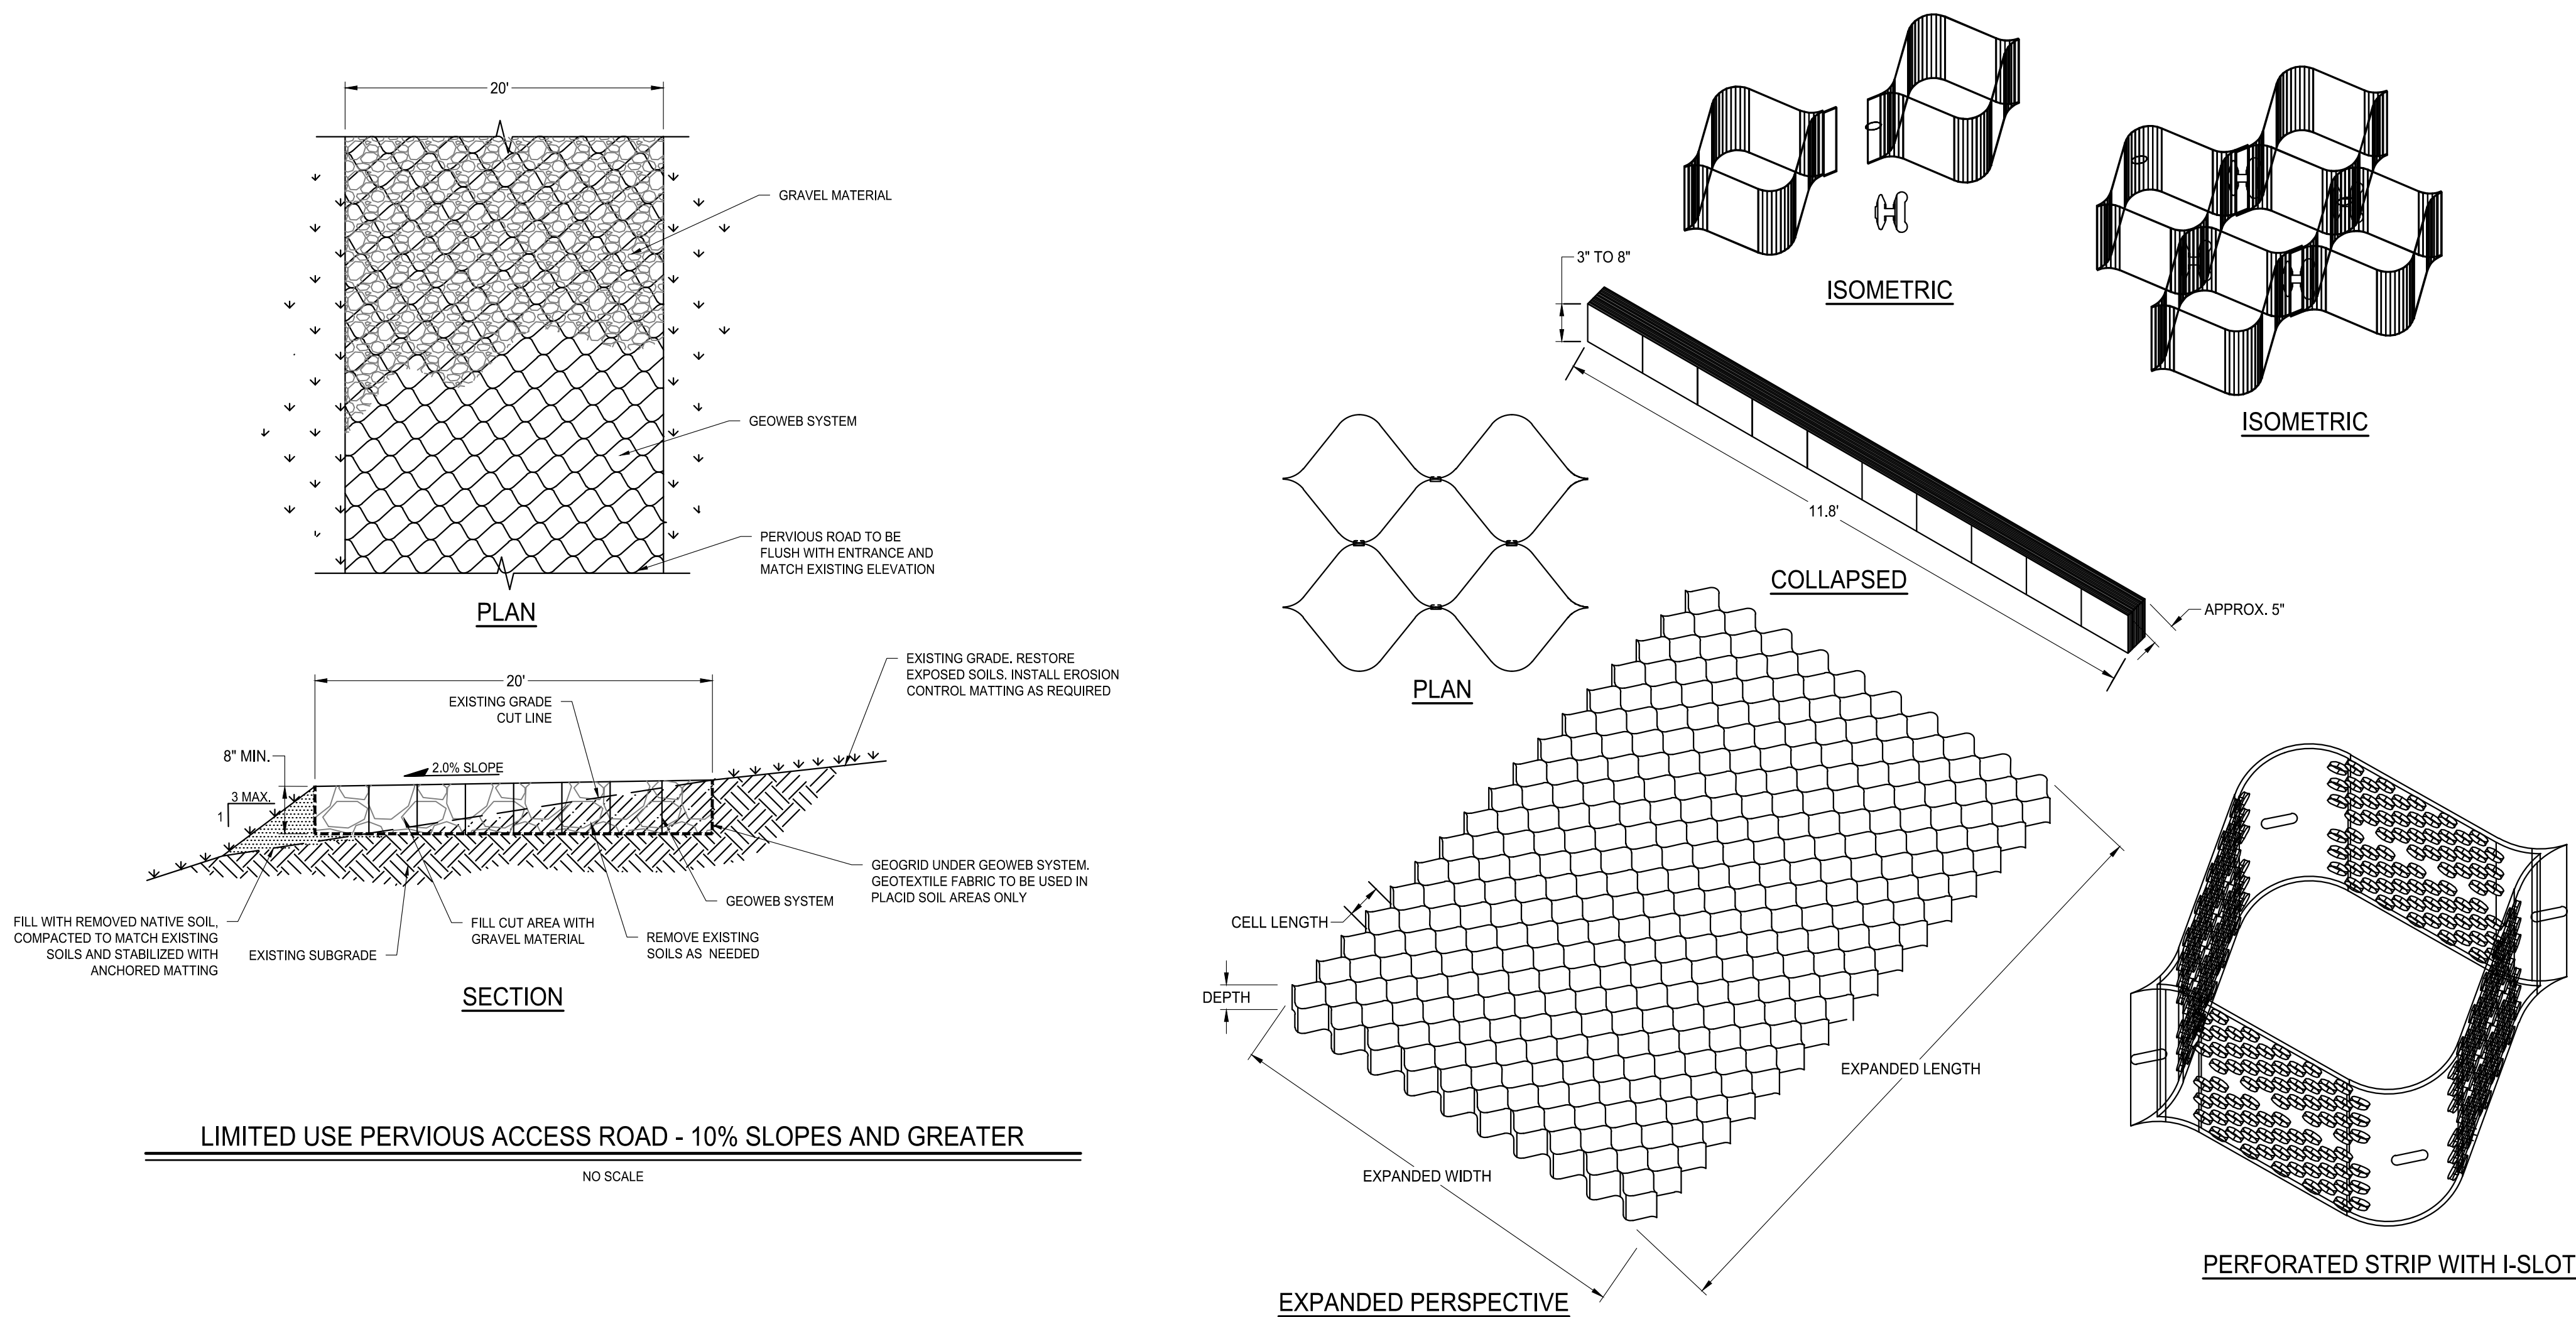 20'
GRAVEL MATERIAL
GEOWEB SYSTEM
PERVIOUS ROAD TO BE
FLUSH WITH ENTRANCE AND
MATCH EXISTING ELEVATION
PLAN
20'
EXISTING GRADE
CUT LINE
EXISTING GRADE. RESTORE
EXPOSED SOILS. INSTALL EROSION
CONTROL MATTING AS REQUIRED
8" MIN.
2.0% SLOPE
3 MAX.
1
GEOGRID UNDER GEOWEB SYSTEM.
GEOTEXTILE FABRIC TO BE USED IN
PLACID SOIL AREAS ONLY
GEOWEB SYSTEM
FILL WITH REMOVED NATIVE SOIL,
COMPACTED TO MATCH EXISTING
SOILS AND STABILIZED WITH
ANCHORED MATTING
EXISTING SUBGRADE
FILL CUT AREA WITH
GRAVEL MATERIAL
REMOVE EXISTING
SOILS AS NEEDED
SECTION
LIMITED USE PERVIOUS ACCESS ROAD - 10% SLOPES AND GREATER
NO SCALE
ISOMETRIC
ISOMETRIC
3" TO 8"
11.8'
APPROX. 5"
COLLAPSED
PLAN
CELL LENGTH
DEPTH
EXPANDED LENGTH
EXPANDED WIDTH
EXPANDED PERSPECTIVE
PERFORATED STRIP WITH I-SLOT